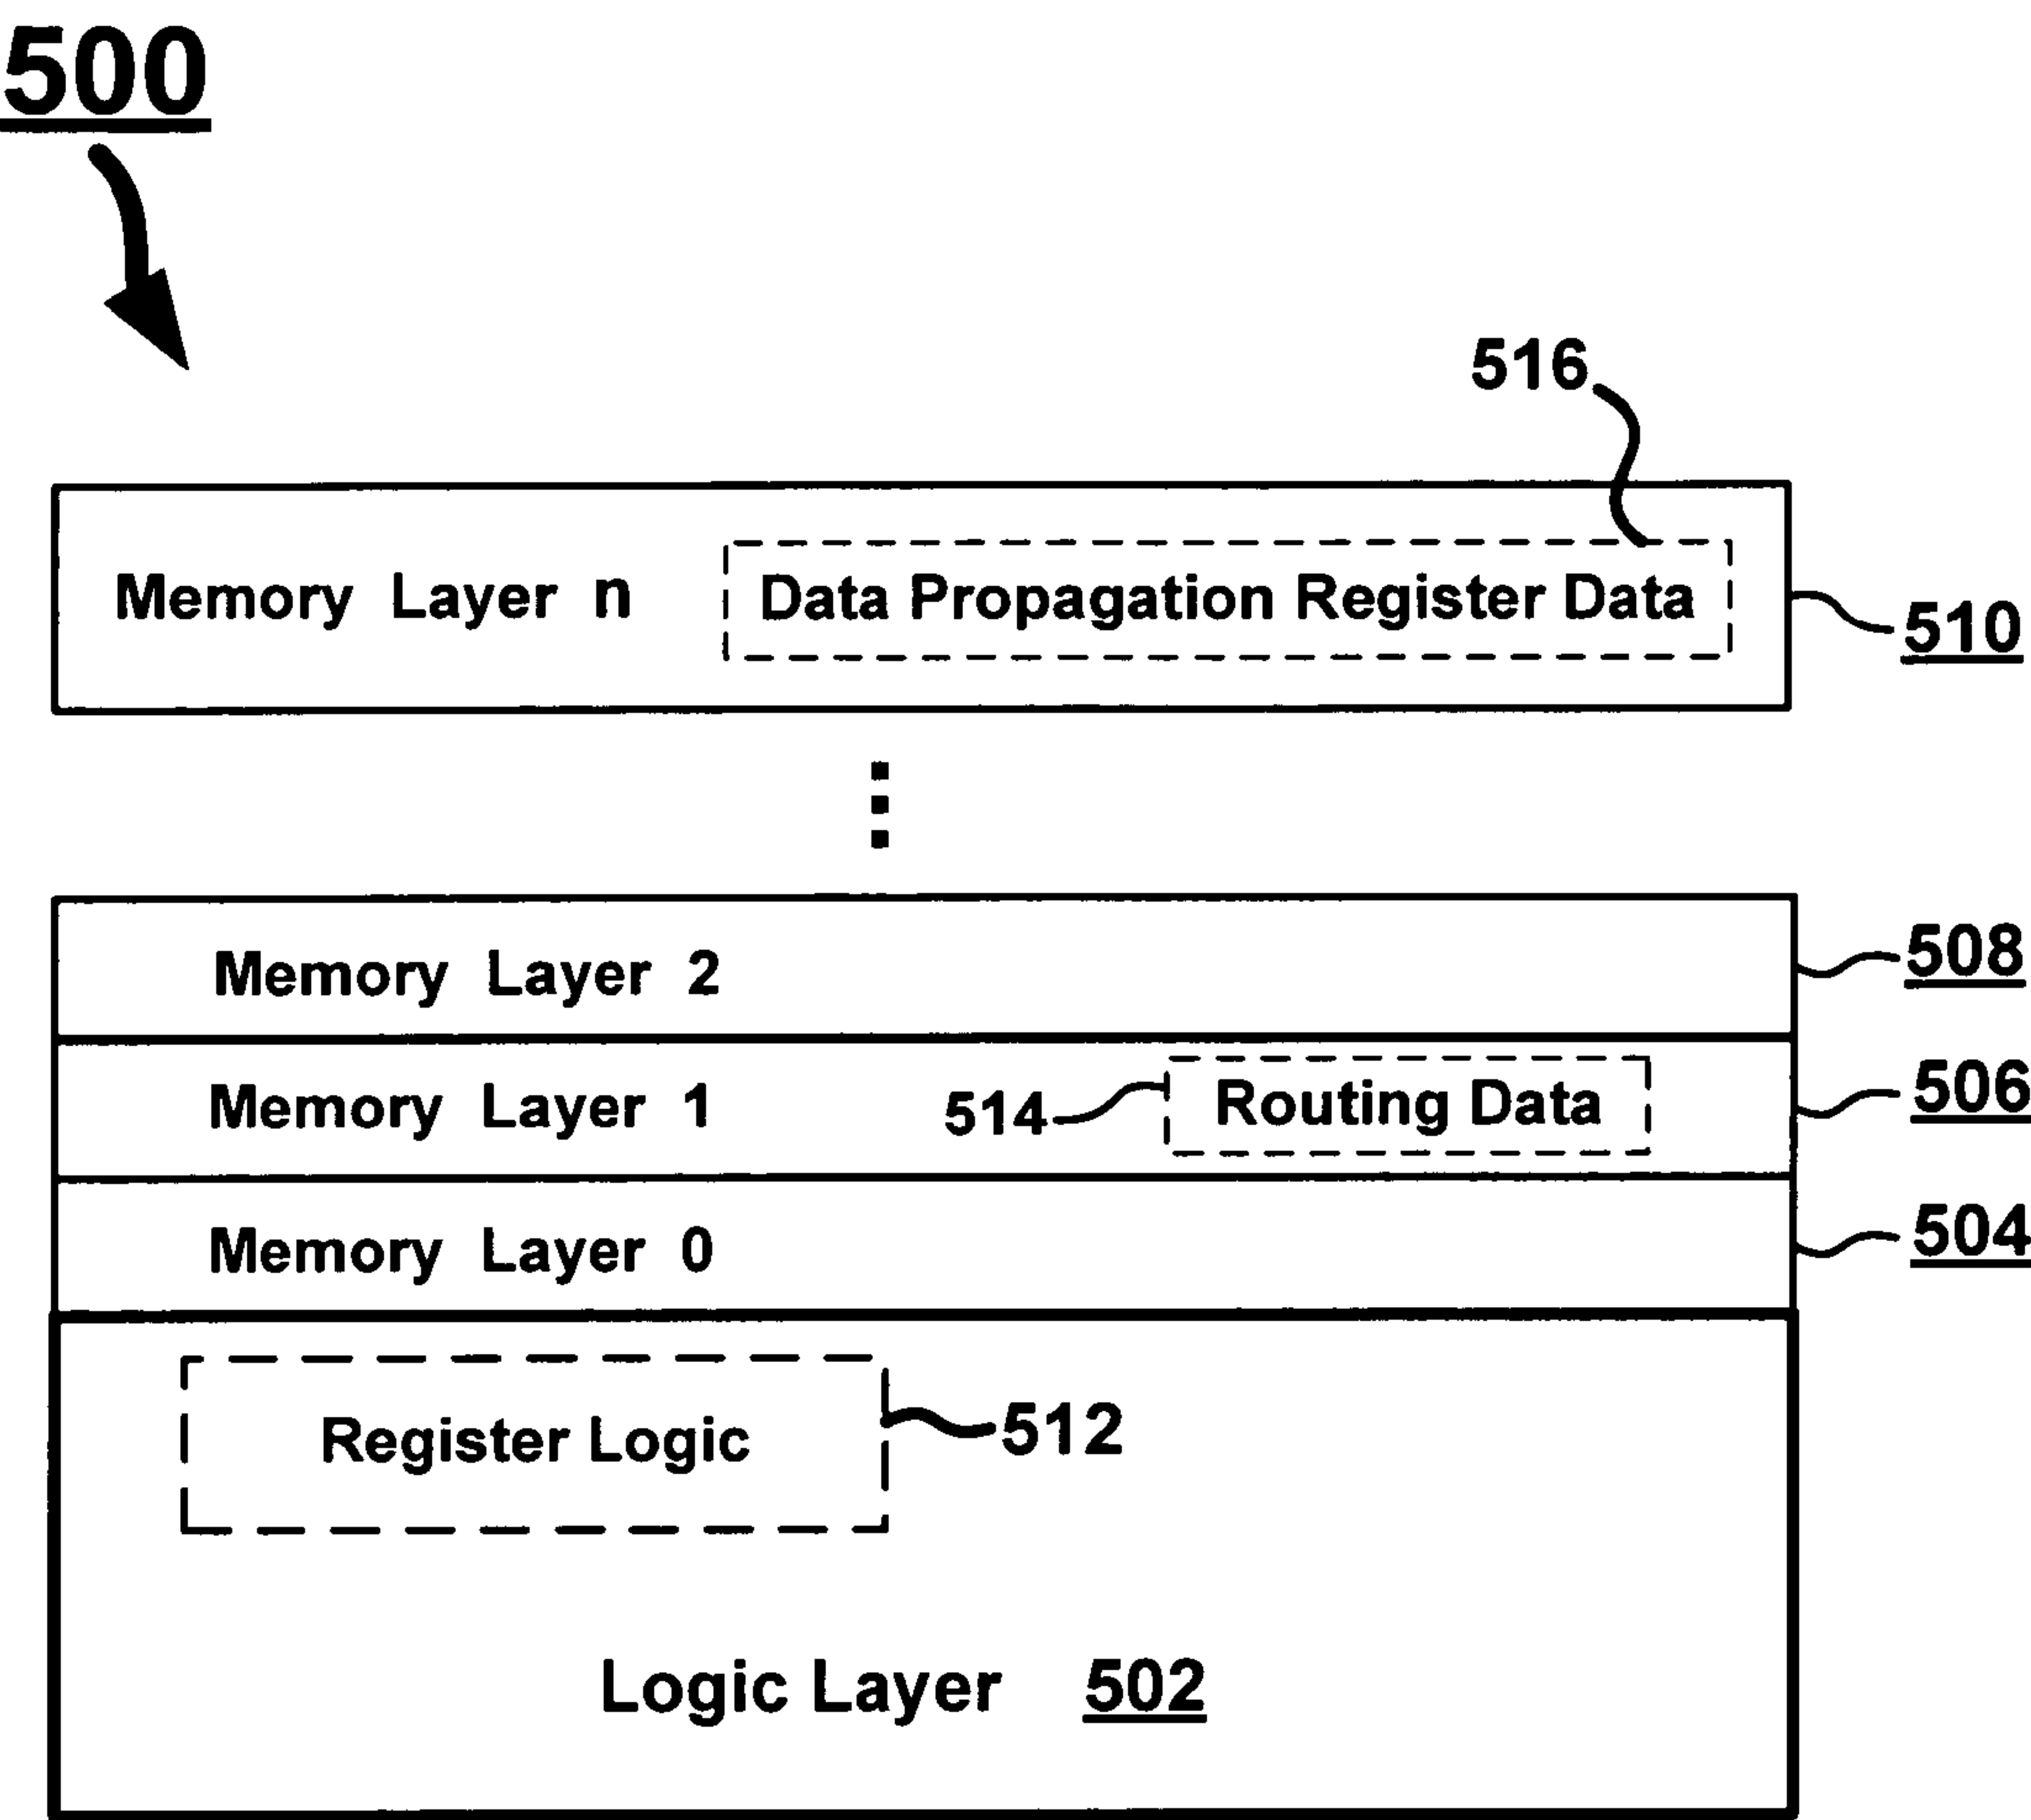 500
516
Memory Layer n Data Propagation Register Data
510
Memory Layer 2 508
Memory Layer 1 514 Routing Data 506
Memory Layer 0 504
Register Logic 512
Logic Layer 502